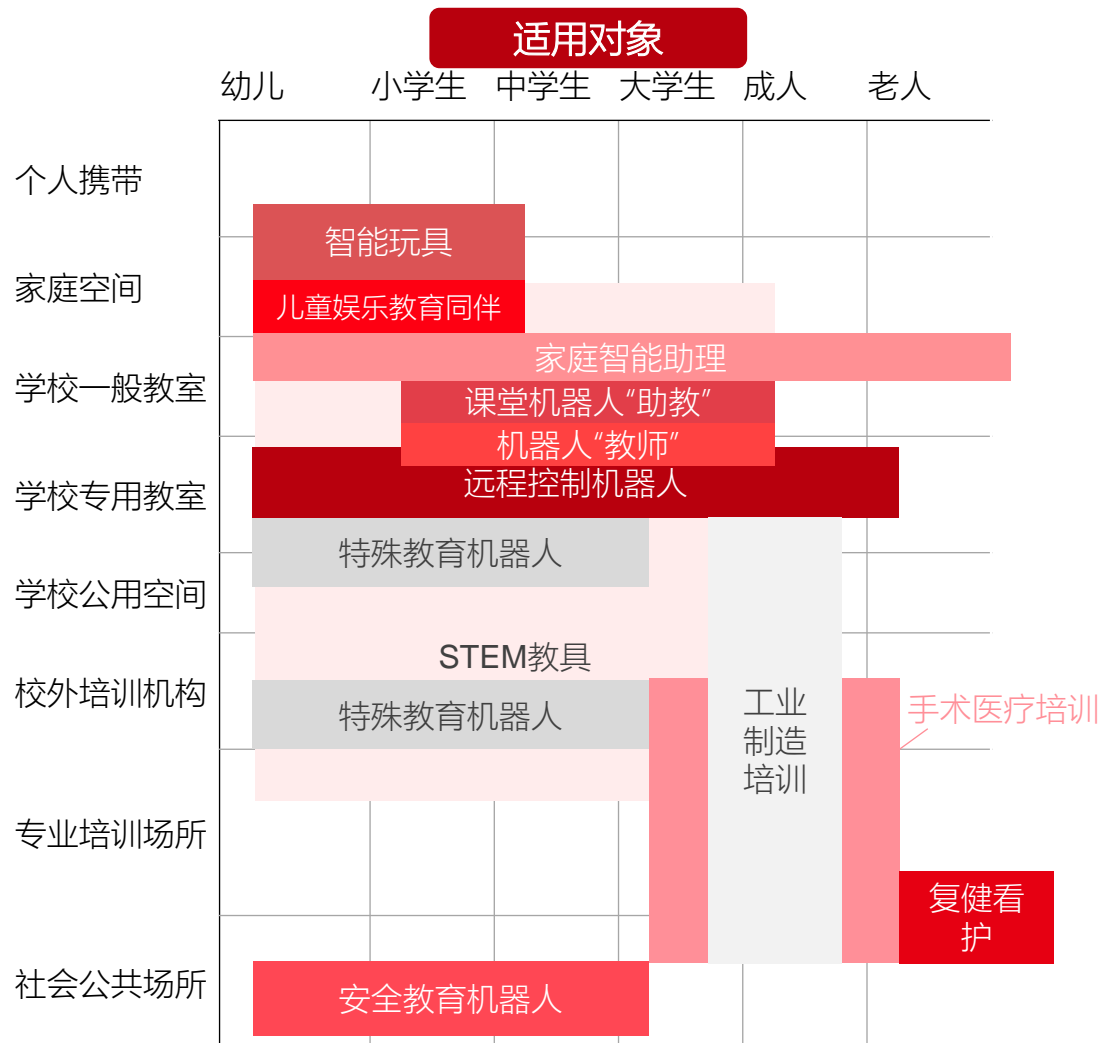 适用对象
幼儿 小学生 中学生 大学生 成人 老人
个人携带
智能玩具
家庭空间
儿童娱乐教育同伴
家庭智能助理
学校一般教室
课堂机器人“助教”
机器人“教师”
远程控制机器人
学校专用教室
特殊教育机器人
学校公用空间
STEM教具
校外培训机构
特殊教育机器人
工业
制造
培训
手术医疗培训
专业培训场所
复健看
护
社会公共场所
安全教育机器人